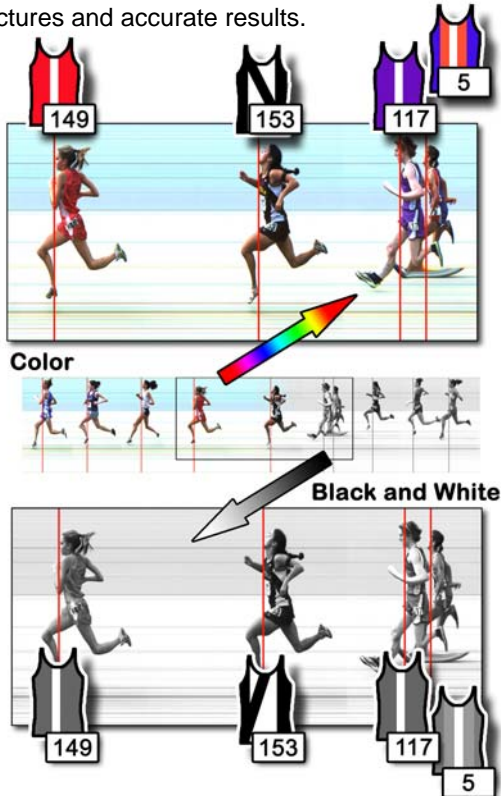 ctures and accurate results.
5
149
153
117
Color
Black and White
149
153
117
5